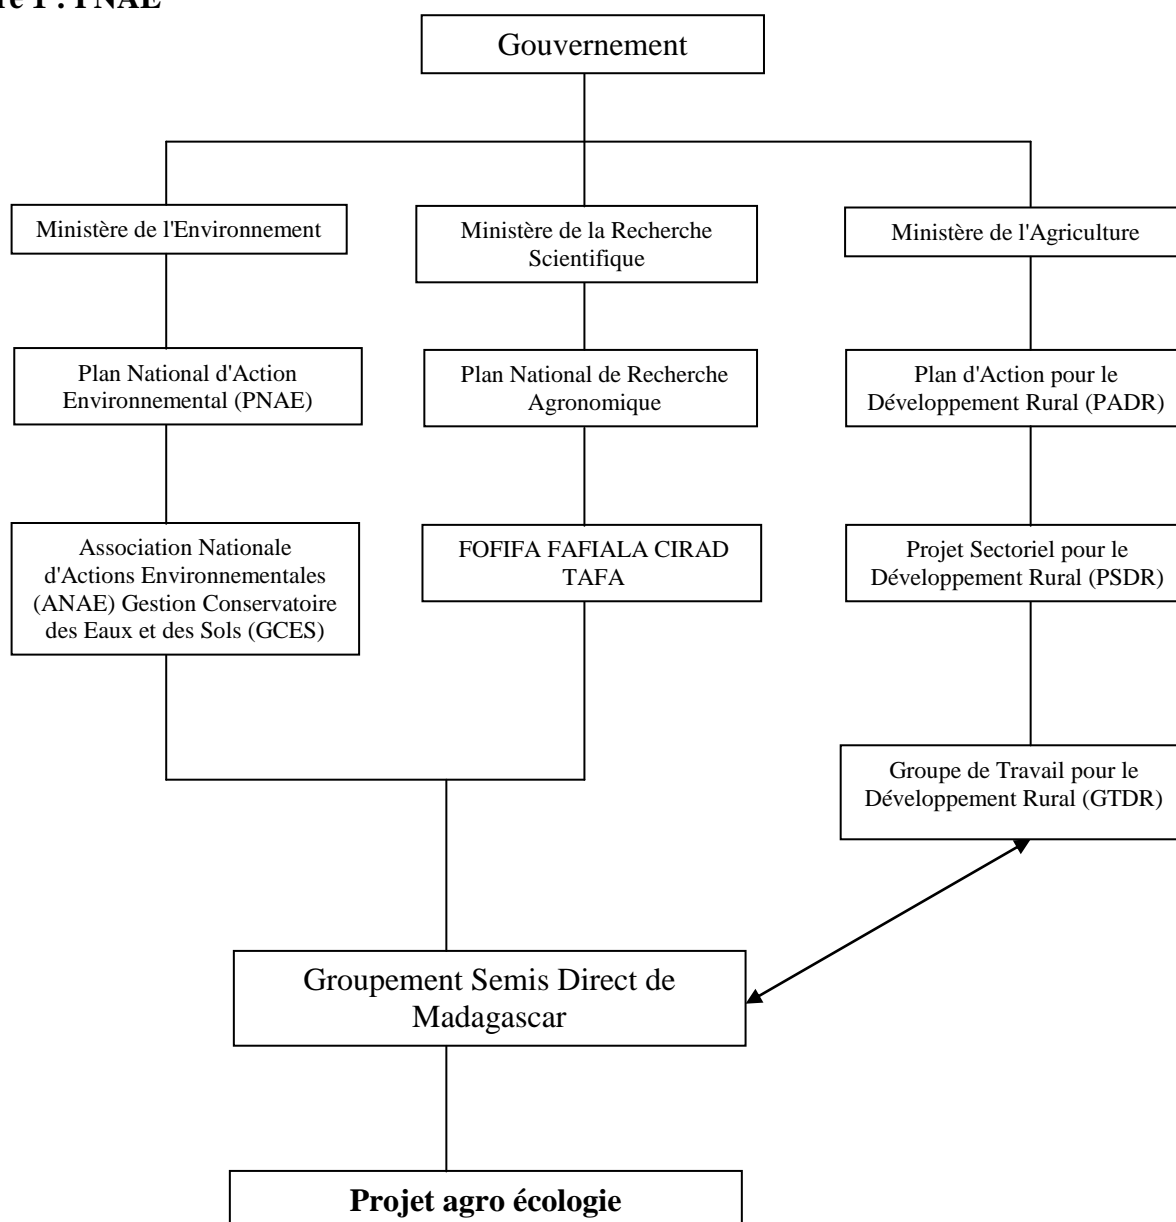 : PNAE
Gouvernement
Ministère de l'Environnement
Ministère de la Recherche
Scientifique
Ministère de l'Agriculture
Plan National d'Action
Environnemental (PNAE)
Plan National de Recherche
Agronomique
Plan d'Action pour le
Développement Rural (PADR)
Association Nationale
d'Actions Environnementales
(ANAE) Gestion Conservatoire
des Eaux et des Sols (GCES)
FOFIFA FAFIALA CIRAD
TAFA
Projet Sectoriel pour le
Développement Rural (PSDR)
Groupe de Travail pour le
Développement Rural (GTDR)
Groupement Semis Direct de
Madagascar
Projet agro écologie